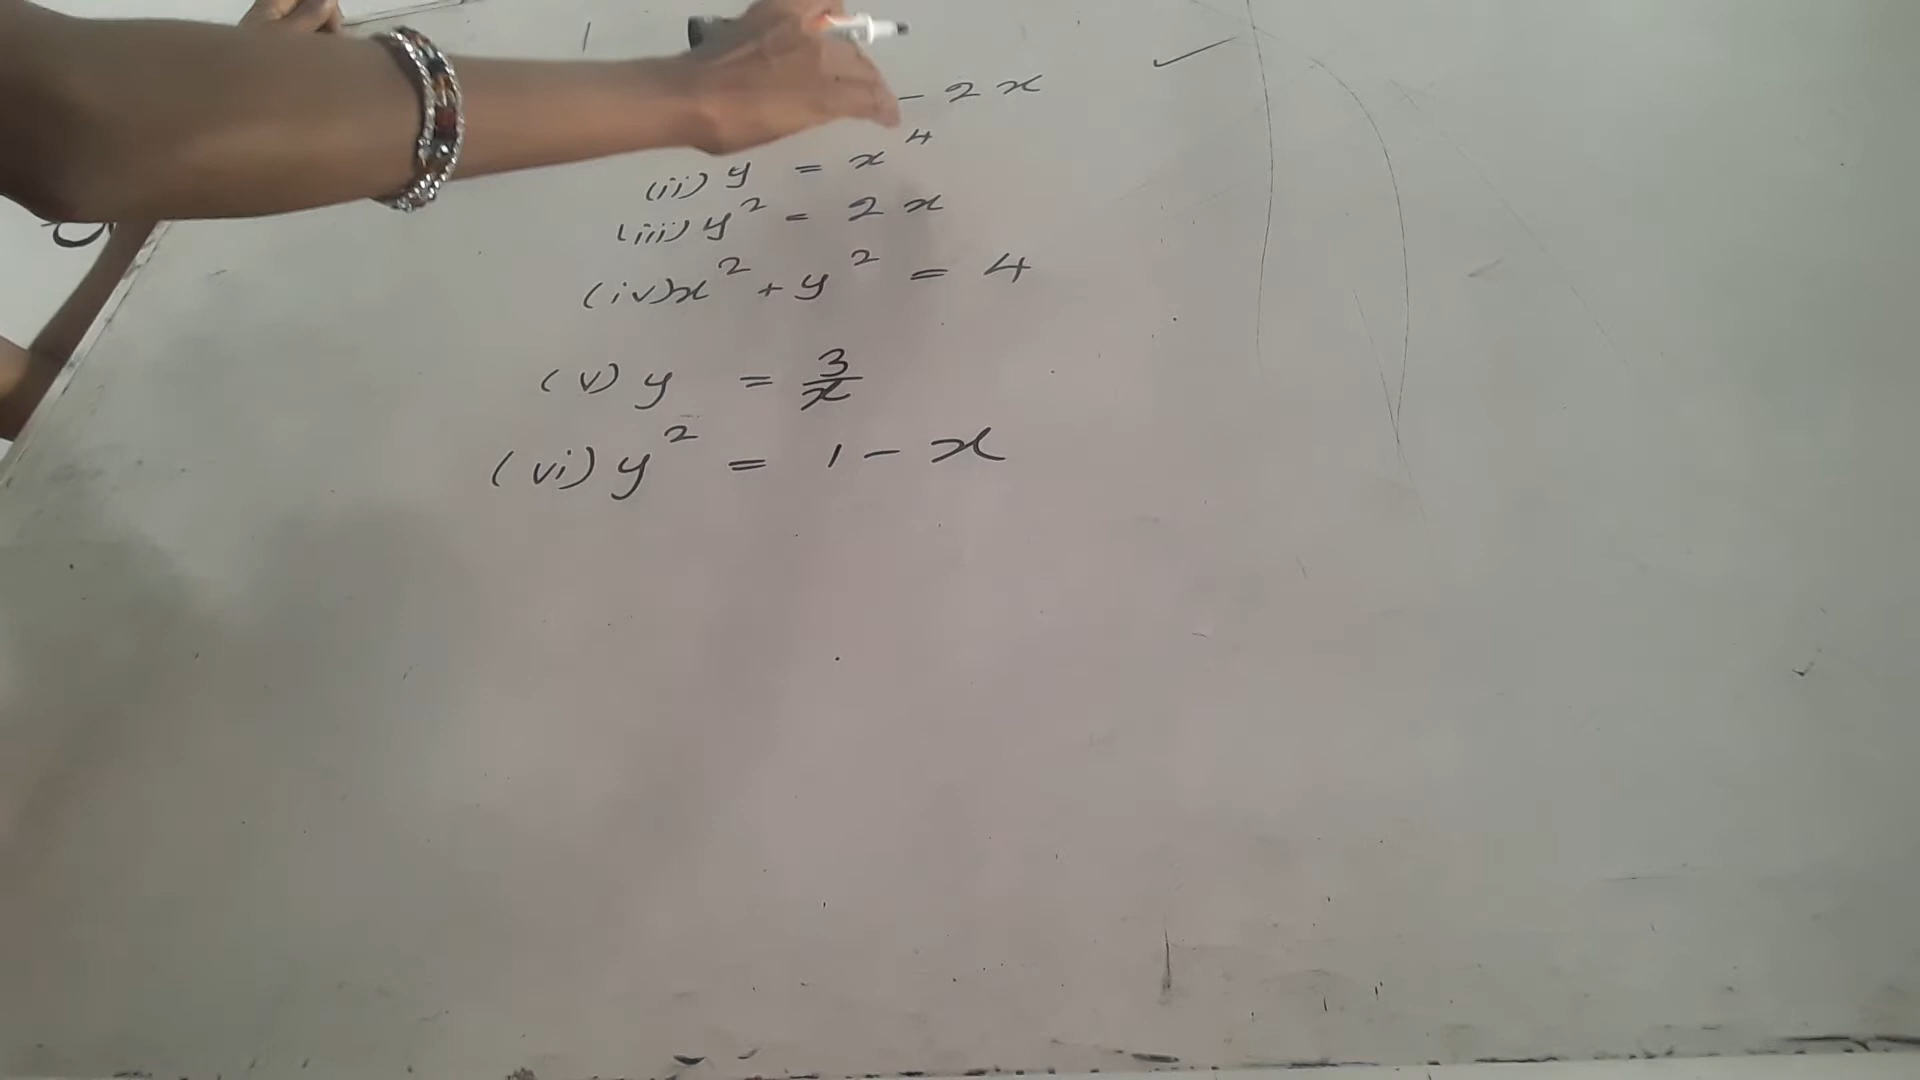 - 2x
(ii) y = x⁴
(iii) y² = 2x
(iv) x² + y² = 4
(v) y = 3/x
(vi) y² = 1 - x